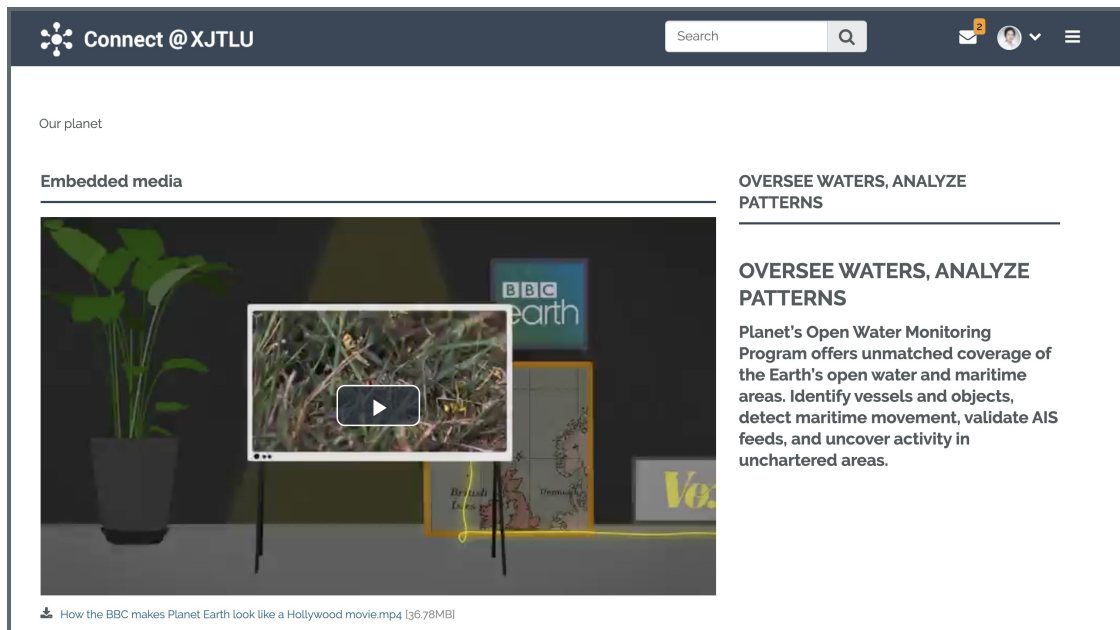 Connect @ XJTLU
Search
2
Our planet
Embedded media
BBC
earth
British
Isles
Vox
How the BBC makes Planet Earth look like a Hollywood movie.mp4 [36.78MB]
OVERSEE WATERS, ANALYZE
PATTERNS
OVERSEE WATERS, ANALYZE
PATTERNS
Planet's Open Water Monitoring
Program offers unmatched coverage of
the Earth's open water and maritime
areas. Identify vessels and objects,
detect maritime movement, validate AIS
feeds, and uncover activity in
unchartered areas.